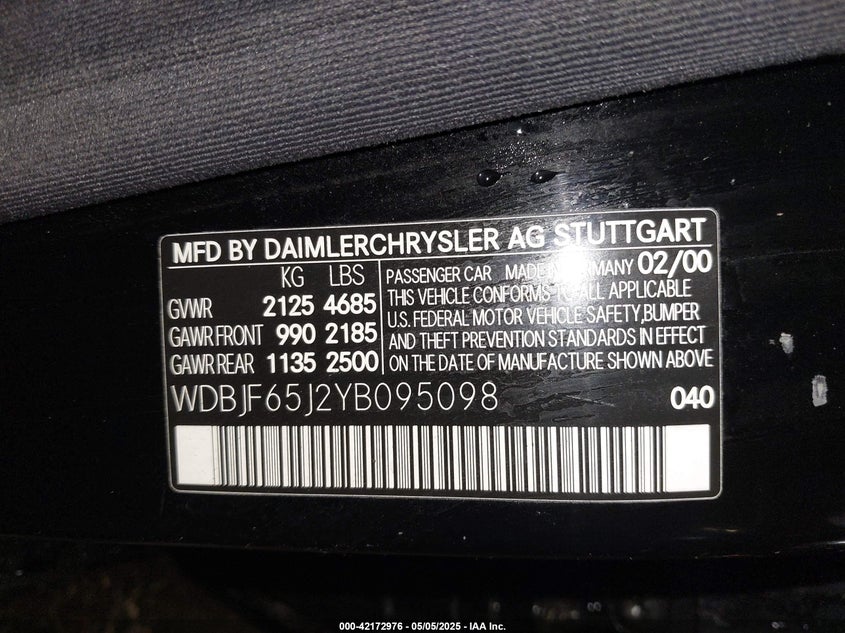 MFD BY DAIMLERCHRYSLER AG STUTTGART
KG LBS
GVWR 2125 4685
GAWR FRONT 990 2185
GAWR REAR 1135 2500
PASSENGER CAR MADE IN GERMANY 02/00
THIS VEHICLE CONFORMS TO ALL APPLICABLE
U.S. FEDERAL MOTOR VEHICLE SAFETY, BUMPER
AND THEFT PREVENTION STANDARDS IN EFFECT
ON THE DATE OF MANUFACTURE SHOWN ABOVE
WDBJF65J2YB095098 040
000-42172976 - 05/05/2025 - IAA Inc.